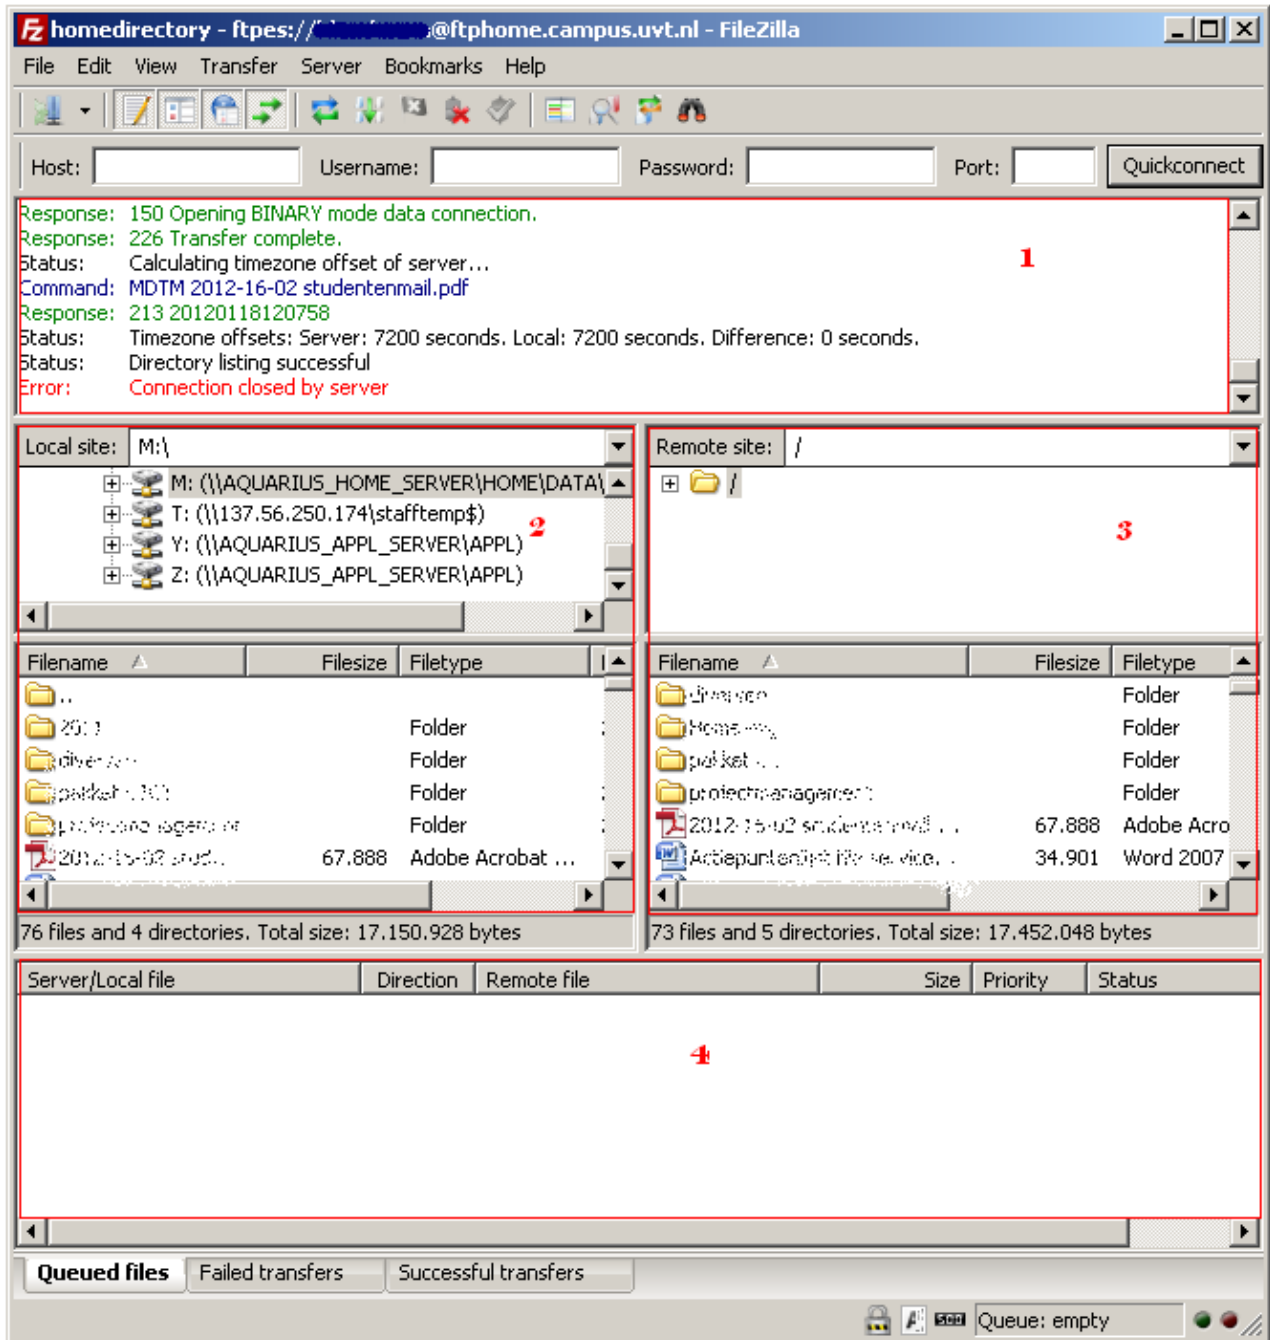 homedirectory - ftpes:// @ftphome.campus.uvt.nl - FileZilla
File Edit View Transfer Server Bookmarks Help
Host: Username: Password: Port: Quickconnect
Response: 150 Opening BINARY mode data connection.
Response: 226 Transfer complete.
Status: Calculating timezone offset of server...
Command: MDTM 2012-16-02 studentenmail.pdf
Response: 213 20120118120758
Status: Timezone offsets: Server: 7200 seconds. Local: 7200 seconds. Difference: 0 seconds.
Status: Directory listing successful
Error: Connection closed by server
1
Local site: M:\
M: (\\AQUARIUS_HOME_SERVER\HOME\DATA\
T: (\\137.56.250.174\stafftemp$)
Y: (\\AQUARIUS_APPL_SERVER\APPL)
Z: (\\AQUARIUS_APPL_SERVER\APPL)
2
Remote site: /
/
3
Filename Filesize Filetype
..
Folder
Folder
Folder
Folder
67.888 Adobe Acrobat ...
76 files and 4 directories. Total size: 17.150.928 bytes
Filename Filesize Filetype
Folder
Folder
Folder
projectmanagement Folder
67.888 Adobe Acro
34.901 Word 2007
73 files and 5 directories. Total size: 17.452.048 bytes
Server/Local file Direction Remote file Size Priority Status
4
Queued files Failed transfers Successful transfers
Queue: empty